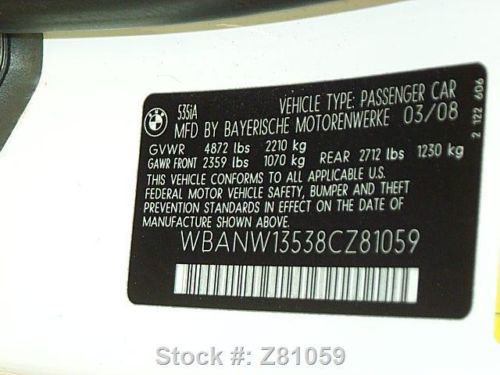 BMW
535iA VEHICLE TYPE: PASSENGER CAR
MFD BY BAYERISCHE MOTORENWERKE 03/08
GVWR 4872 lbs 2210 kg
GAWR FRONT 2359 lbs 1070 kg REAR 2712 lbs 1230 kg
THIS VEHICLE CONFORMS TO ALL APPLICABLE U.S.
FEDERAL MOTOR VEHICLE SAFETY, BUMPER AND THEFT
PREVENTION STANDARDS IN EFFECT ON THE DATE OF
MANUFACTURE SHOWN ABOVE
WBANW13538CZ81059
2 122 606
Stock #: Z81059